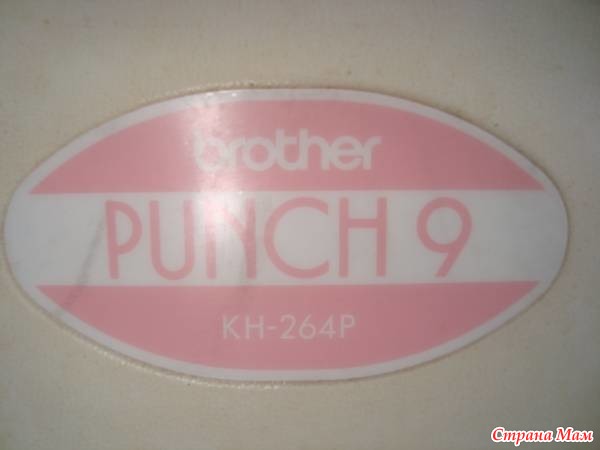 brother
PUNCH 9
KH-264P
Страна Мам